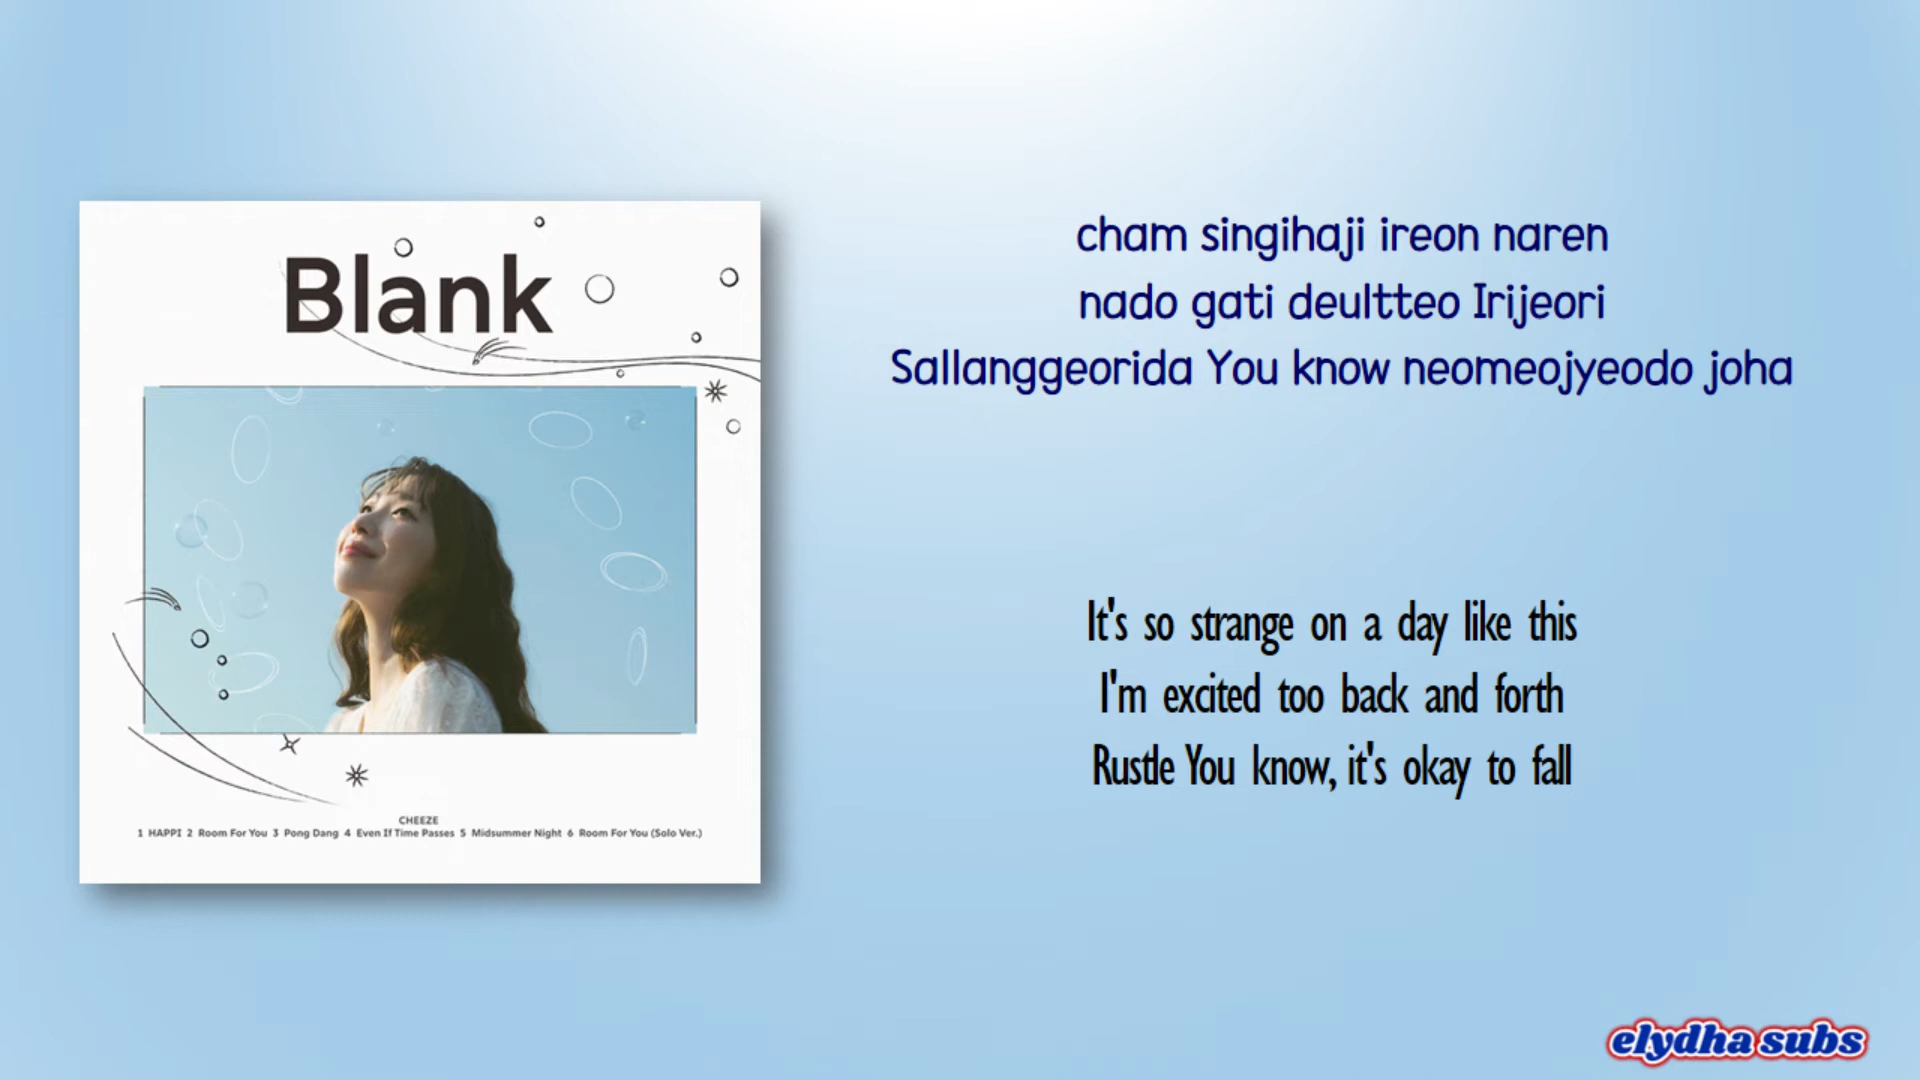 Blank
CHEEZE
1 HAPPI 2 Room For You 3 Pong Dang 4 Even If Time Passes 5 Midsummer Night 6 Room For You (Solo Ver.)
cham singihaji ireon naren
nado gati deultteo Irijeori
Sallanggeorida You know neomeojyeodo joha
It's so strange on a day like this
I'm excited too back and forth
Rustle You know, it's okay to fall
elydha subs